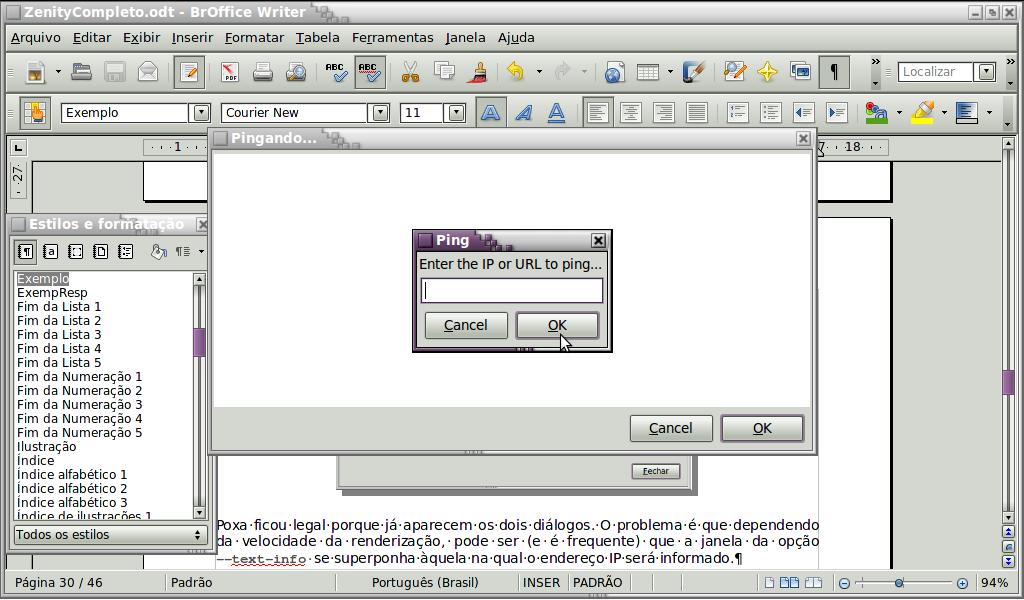 ZenityCompleto.odt - BrOffice Writer
Arquivo Editar Exibir Inserir Formatar Tabela Ferramentas Janela Ajuda
PDF ABC ABC ¶ » Localizar »
Exemplo Courier New 11 A A A
1 17 18
27
Pingando...
Estilos e formatação
Ping
Enter the IP or URL to ping...
Cancel OK
Cancel OK
Exemplo
ExempResp
Fim da Lista 1
Fim da Lista 2
Fim da Lista 3
Fim da Lista 4
Fim da Lista 5
Fim da Numeração 1
Fim da Numeração 2
Fim da Numeração 3
Fim da Numeração 4
Fim da Numeração 5
Ilustração
Índice
Índice alfabético 1
Índice alfabético 2
Índice alfabético 3
Índice de ilustrações 1
Todos os estilos
Fechar
Poxa·ficou·legal·porque·já·aparecem·os·dois·diálogos.·O·problema·é·que·dependendo
da·velocidade·da·renderização,·pode·ser·(e·é·frequente)·que·a·janela·da·opção
--text-info·se·superponha·àquela·na·qual·o·endereço·IP·será·informado.¶
Página 30 / 46 Padrão Português (Brasil) INSER PADRÃO 94%